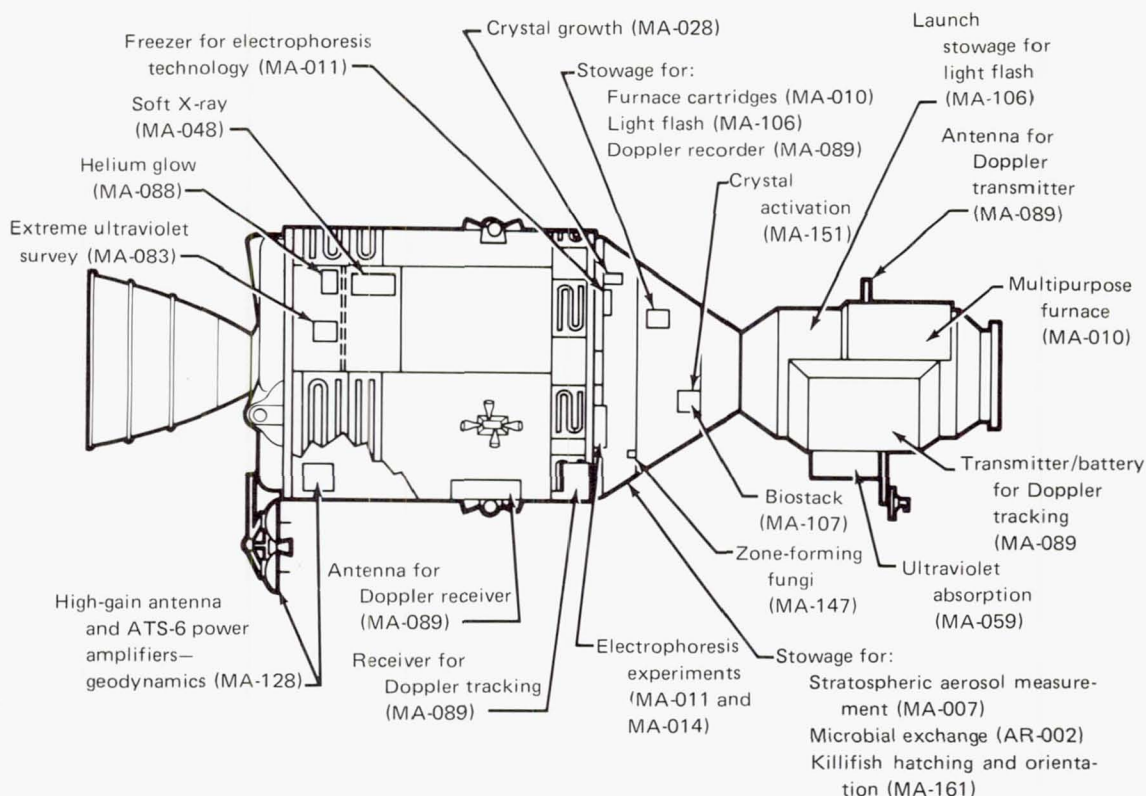 Crystal growth (MA-028)
Launch
stowage for
light flash
(MA-106)
Freezer for electrophoresis
technology (MA-011)
Stowage for:
Furnace cartridges (MA-010)
Light flash (MA-106)
Doppler recorder (MA-089)
Soft X-ray
(MA-048)
Antenna for
Doppler
transmitter
(MA-089)
Helium glow
(MA-088)
Crystal
activation
(MA-151)
Extreme ultraviolet
survey (MA-083)
Multipurpose
furnace
(MA-010)
Transmitter/battery
for Doppler
tracking
(MA-089
Biostack
(MA-107)
Zone-forming
fungi
(MA-147)
Ultraviolet
absorption
(MA-059)
Antenna for
Doppler receiver
(MA-089)
High-gain antenna
and ATS-6 power
amplifiers—
geodynamics (MA-128)
Receiver for
Doppler tracking
(MA-089)
Electrophoresis
experiments
(MA-011 and
MA-014)
Stowage for:
Stratospheric aerosol measure-
ment (MA-007)
Microbial exchange (AR-002)
Killifish hatching and orienta-
tion (MA-161)